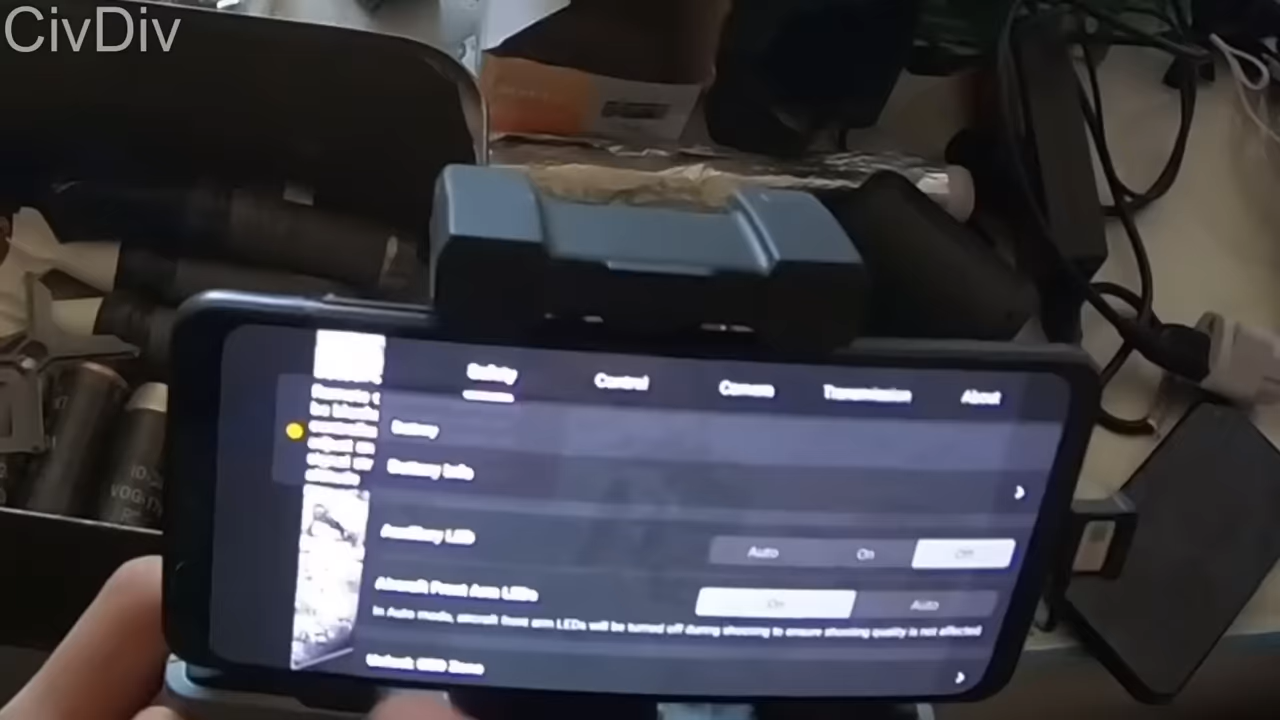 CivDiv
Safety Control Camera Transmission About
Battery
Battery Info
Auxiliary LED
Auto On Off
Aircraft Front Arm LEDs
On Auto
In Auto mode, aircraft front arm LEDs will be turned off during shooting to ensure shooting quality is not affected
Unlock GEO Zone
Remote c